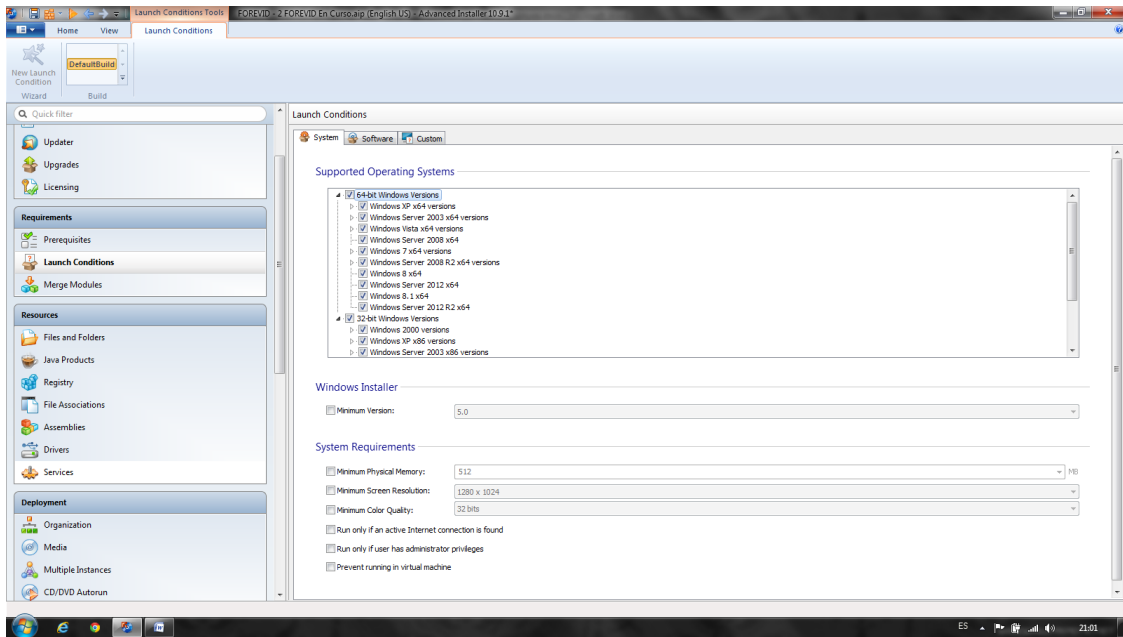 Launch Conditions Tools
FOREVID - 2 FOREVID En Curso.aip (English US) - Advanced Installer 10.9.1*
Home View Launch Conditions
New Launch Condition
DefaultBuild
Wizard Build
Quick filter
Updater
Upgrades
Licensing
Requirements
Prerequisites
Launch Conditions
Merge Modules
Resources
Files and Folders
Java Products
Registry
File Associations
Assemblies
Drivers
Services
Deployment
Organization
Media
Multiple Instances
CD/DVD Autorun
Launch Conditions
System Software Custom
Supported Operating Systems
64-bit Windows Versions
Windows XP x64 versions
Windows Server 2003 x64 versions
Windows Vista x64 versions
Windows Server 2008 x64
Windows 7 x64 versions
Windows Server 2008 R2 x64 versions
Windows 8 x64
Windows Server 2012 x64
Windows 8.1 x64
Windows Server 2012 R2 x64
32-bit Windows Versions
Windows 2000 versions
Windows XP x86 versions
Windows Server 2003 x86 versions
Windows Installer
Minimum Version: 5.0
System Requirements
Minimum Physical Memory: 512 MB
Minimum Screen Resolution: 1280 x 1024
Minimum Color Quality: 32 bits
Run only if an active Internet connection is found
Run only if user has administrator privileges
Prevent running in virtual machine
ES 21:01